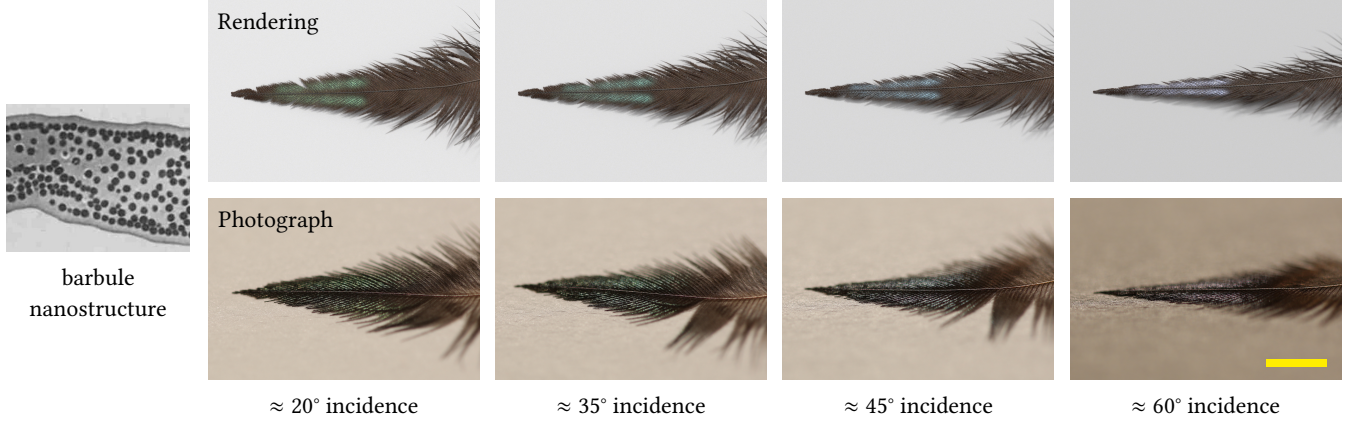 Rendering
Photograph
barbule
nanostructure
≈ 20° incidence
≈ 35° incidence
≈ 45° incidence
≈ 60° incidence